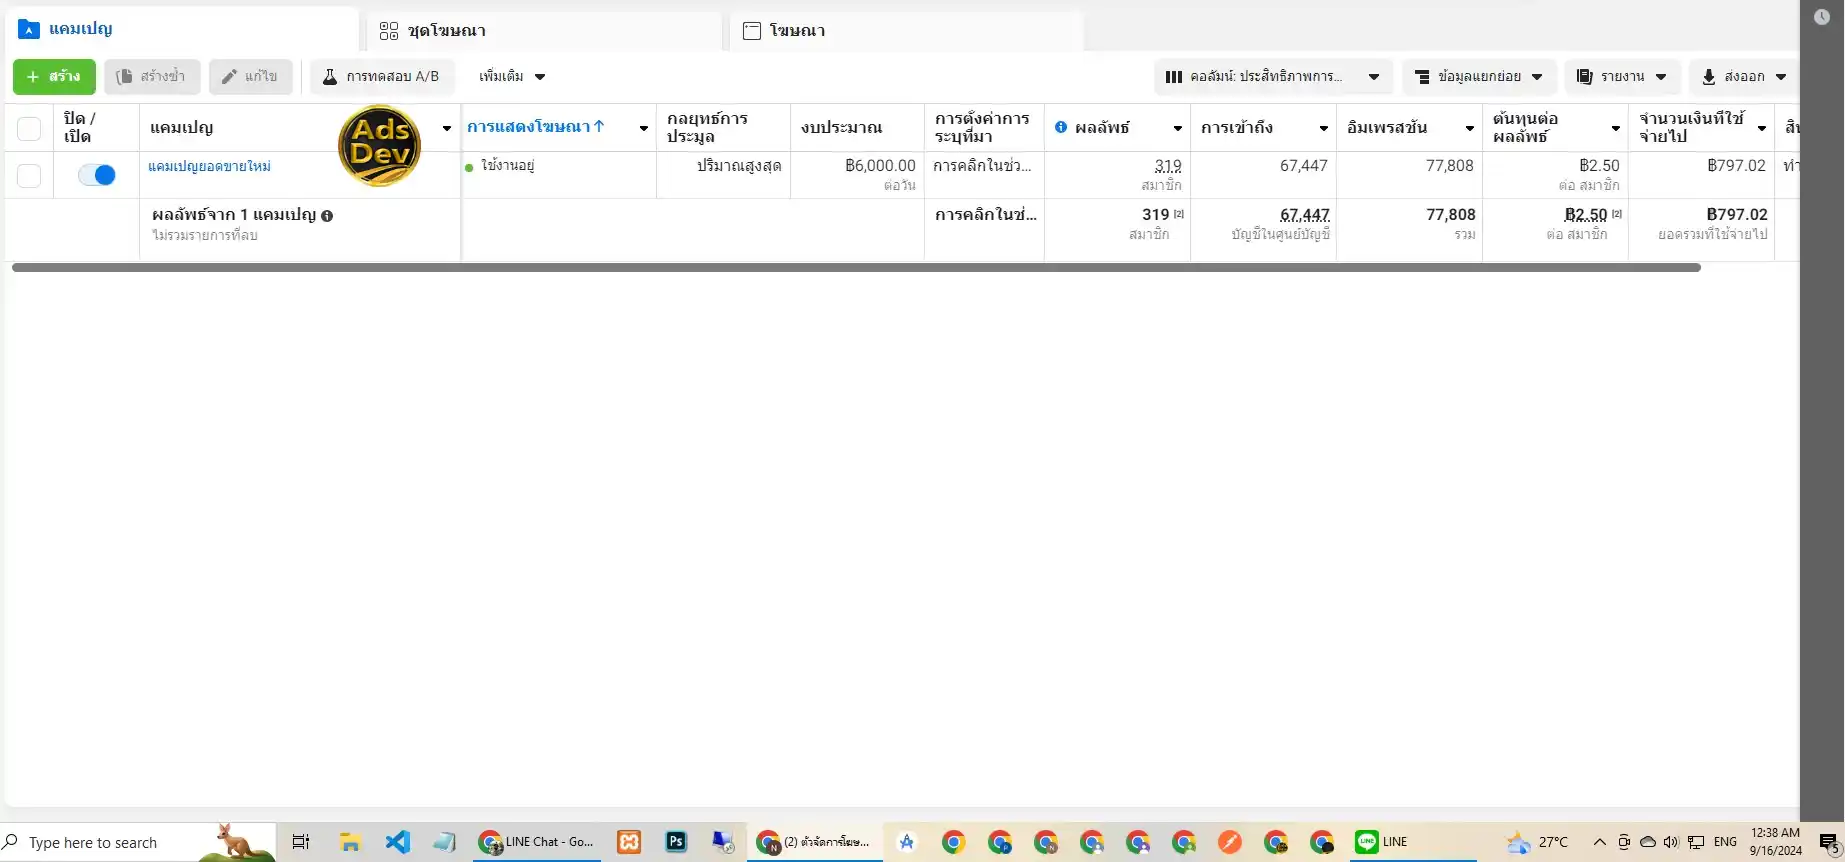 แคมเปญ
ชุดโฆษณา
โฆษณา
+ สร้าง
สร้างซ้ำ
แก้ไข
การทดสอบ A/B
เพิ่มเติม
คอลัมน์: ประสิทธิภาพการ...
ข้อมูลแยกย่อย
รายงาน
ส่งออก
ปิด / เปิด
แคมเปญ
Ads
Dev
การแสดงโฆษณา ↑
กลยุทธ์การ
ประมูล
งบประมาณ
การตั้งค่าการ
ระบุที่มา
ผลลัพธ์
การเข้าถึง
อิมเพรสชัน
ต้นทุนต่อ
ผลลัพธ์
จำนวนเงินที่ใช้
จ่ายไป
แคมเปญยอดขายใหม่
ใช้งานอยู่
ปริมาณสูงสุด
฿6,000.00
ต่อวัน
การคลิกในช่ว...
319
สมาชิก
67,447
77,808
฿2.50
ต่อ สมาชิก
฿797.02
ผลลัพธ์จาก 1 แคมเปญ
ไม่รวมรายการที่ลบ
การคลิกในช่...
319 [2]
สมาชิก
67,447
บัญชีในศูนย์บัญชี
77,808
รวม
฿2.50 [2]
ต่อ สมาชิก
฿797.02
ยอดรวมที่ใช้จ่ายไป
Type here to search
LINE Chat - Go...
Ps
(2) ตัวจัดการโฆษ...
LINE
27°C
ENG
12:38 AM
9/16/2024
5